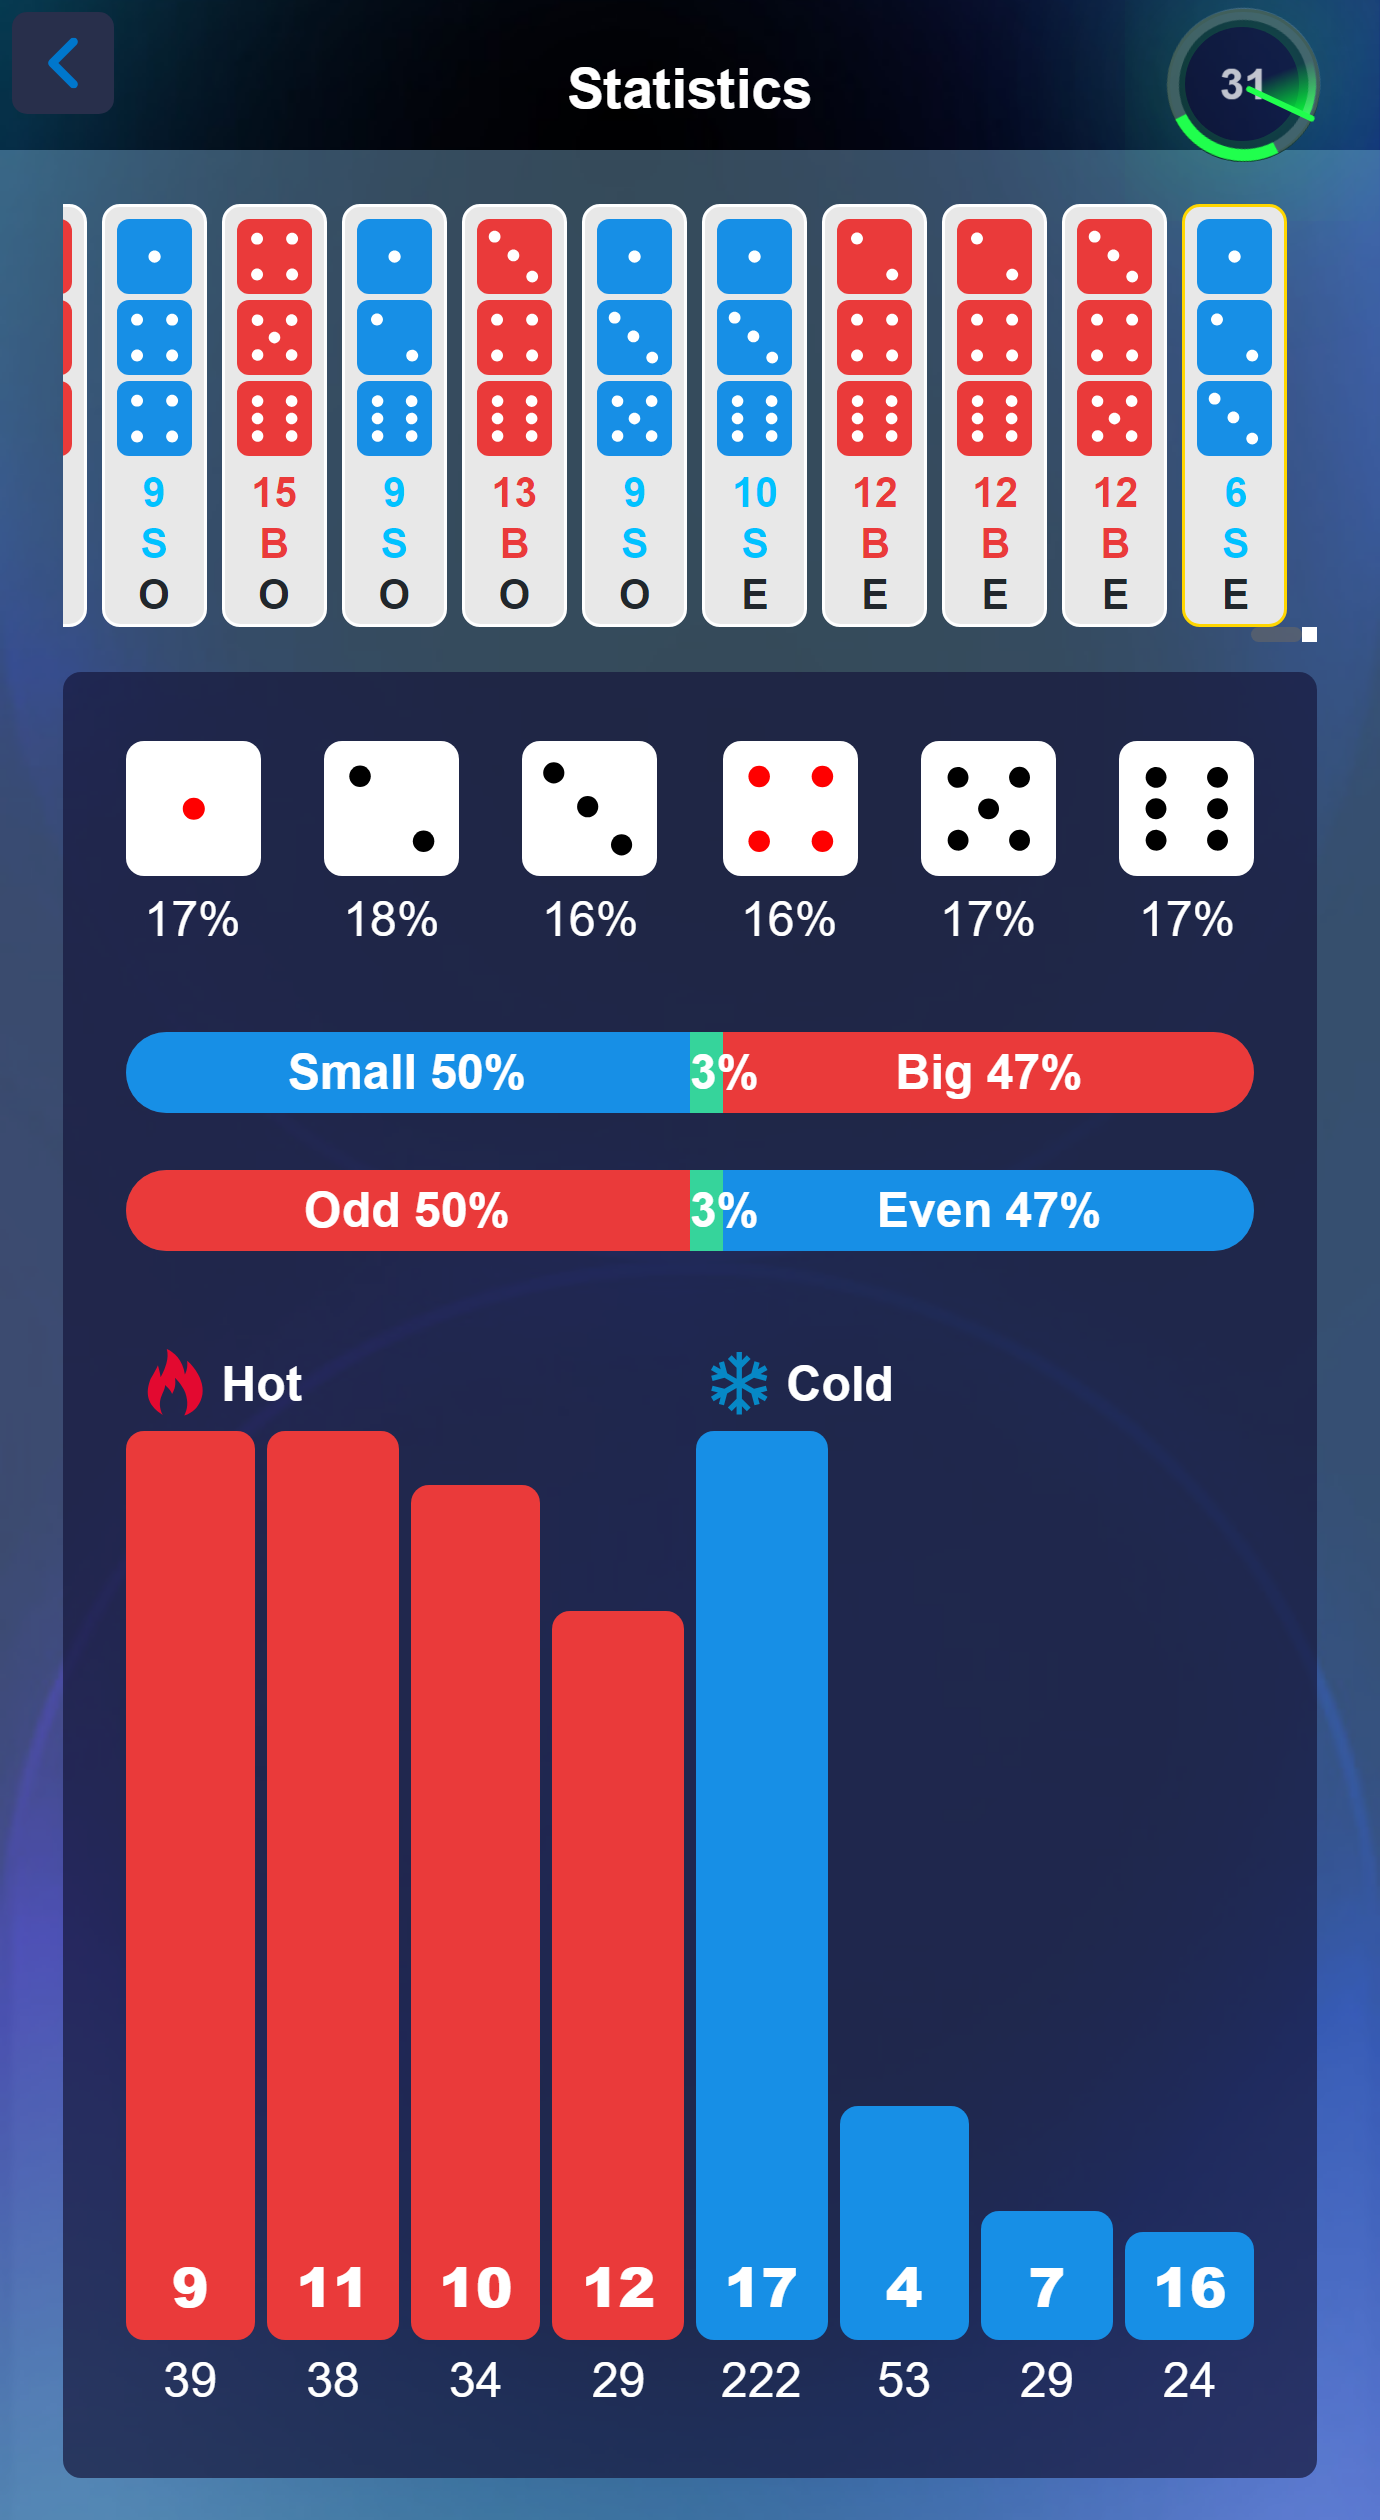 Statistics
31
9 15 9 13 9 10 12 12 12 6
S B S B S S B B B S
O O O O O E E E E E
17% 18% 16% 16% 17% 17%
Small 50% 3% Big 47%
Odd 50% 3% Even 47%
Hot Cold
9 11 10 12 17 4 7 16
39 38 34 29 222 53 29 24